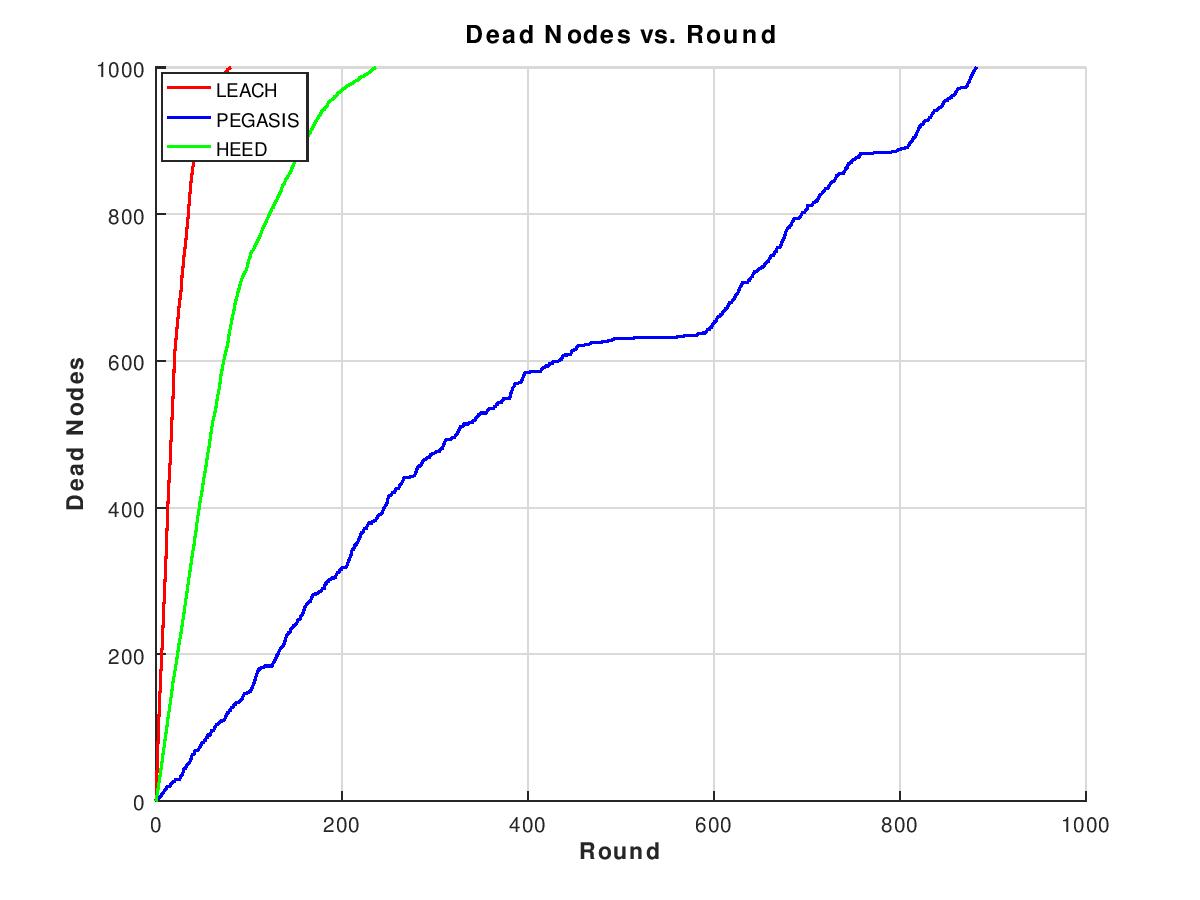 Dead Nodes vs. Round
1000
800
600
400
200
0
Dead Nodes
LEACH
PEGASIS
HEED
0 200 400 600 800 1000
Round